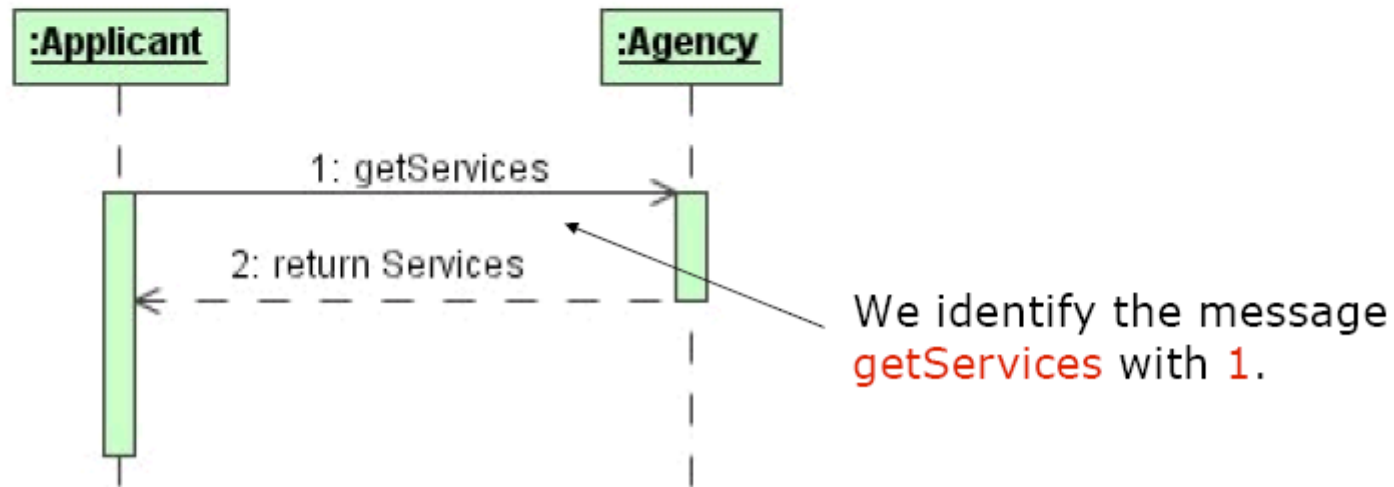 :Applicant
:Agency
1: getServices
2: return Services
We identify the message
getServices with 1.